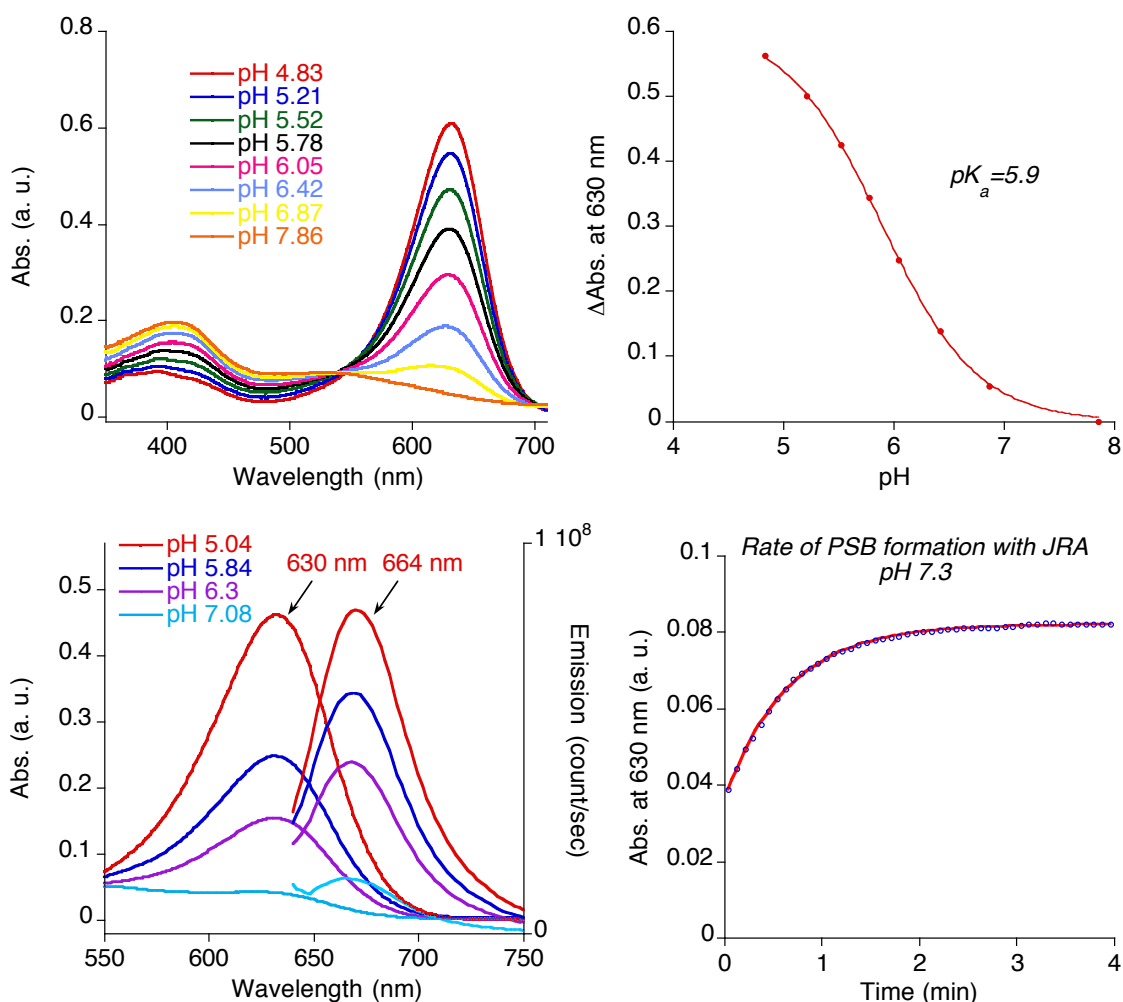 0.8
0.6
0.4
0.2
0
Abs. (a. u.)
pH 4.83
pH 5.21
pH 5.52
pH 5.78
pH 6.05
pH 6.42
pH 6.87
pH 7.86
400 500 600 700
Wavelength (nm)
0.6
0.5
0.4
0.3
0.2
0.1
0
ΔAbs. at 630 nm
pKa=5.9
4 5 6 7 8
pH
pH 5.04
pH 5.84
pH 6.3
pH 7.08
630 nm 664 nm
0.5
0.4
0.3
0.2
0.1
0
Abs. (a. u.)
1 10⁸
0
Emission (count/sec)
550 600 650 700 750
Wavelength (nm)
Rate of PSB formation with JRA
pH 7.3
0.1
0.08
0.06
0.04
0.02
0
Abs. at 630 nm (a. u.)
0 1 2 3 4
Time (min)